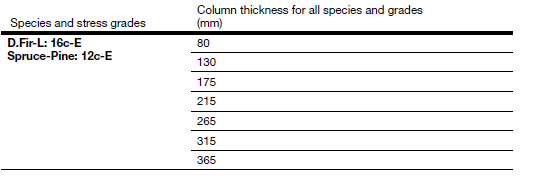 Species and stress grades
Column thickness for all species and grades
(mm)
D.Fir-L: 16c-E
Spruce-Pine: 12c-E
80
130
175
215
265
315
365